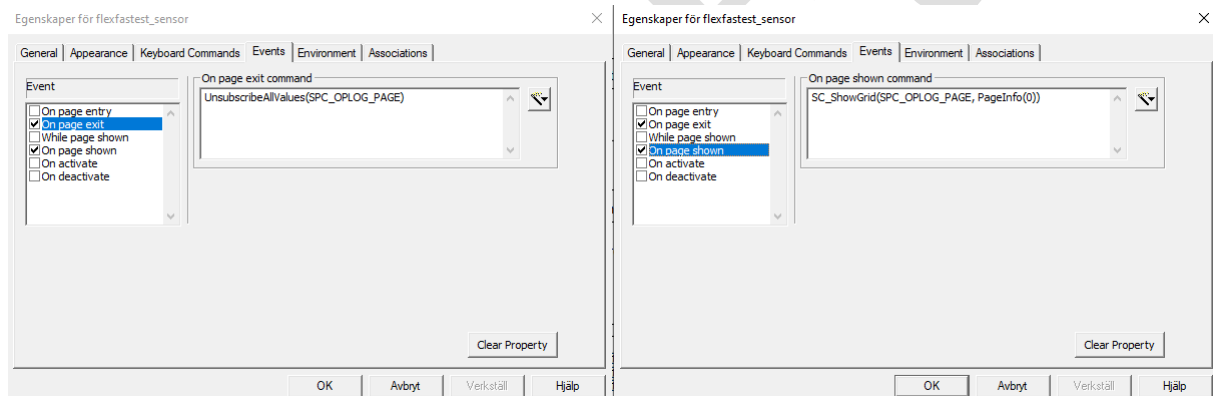 Egenskaper för flexfastest_sensor
General Appearance Keyboard Commands Events Environment Associations
Event
On page entry
On page exit
While page shown
On page shown
On activate
On deactivate
On page exit command
UnsubscribeAllValues(SPC_OPLOG_PAGE)
Clear Property
OK Avbryt Verkställ Hjälp
Egenskaper för flexfastest_sensor
General Appearance Keyboard Commands Events Environment Associations
Event
On page entry
On page exit
While page shown
On page shown
On activate
On deactivate
On page shown command
SC_ShowGrid(SPC_OPLOG_PAGE, PageInfo(0))
Clear Property
OK Avbryt Verkställ Hjälp